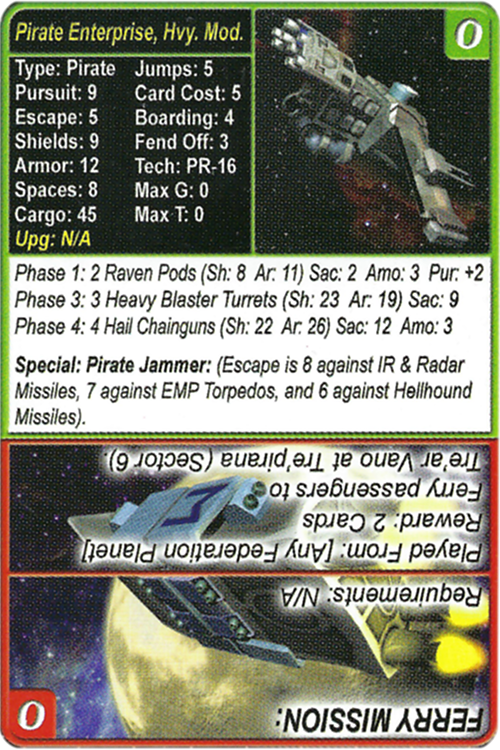 Pirate Enterprise, Hvy. Mod.
O
Type: Pirate Jumps: 5
Pursuit: 9 Card Cost: 5
Escape: 5 Boarding: 4
Shields: 9 Fend Off: 3
Armor: 12 Tech: PR-16
Spaces: 8 Max G: 0
Cargo: 45 Max T: 0
Upg: N/A
Phase 1: 2 Raven Pods (Sh: 8 Ar: 11) Sac: 2 Amo: 3 Pur: +2
Phase 3: 3 Heavy Blaster Turrets (Sh: 23 Ar: 19) Sac: 9
Phase 4: 4 Hail Chainguns (Sh: 22 Ar: 26) Sac: 12 Amo: 3
Special: Pirate Jammer: (Escape is 8 against IR & Radar
Missiles, 7 against EMP Torpedos, and 6 against Hellhound
Missiles).
FERRY MISSION:
O
Requirements: N/A
Played From: [Any Federation Planet]
Reward: 2 Cards
Ferry passengers to
Tre'ar Vano at Tre'pirana (Sector 6).